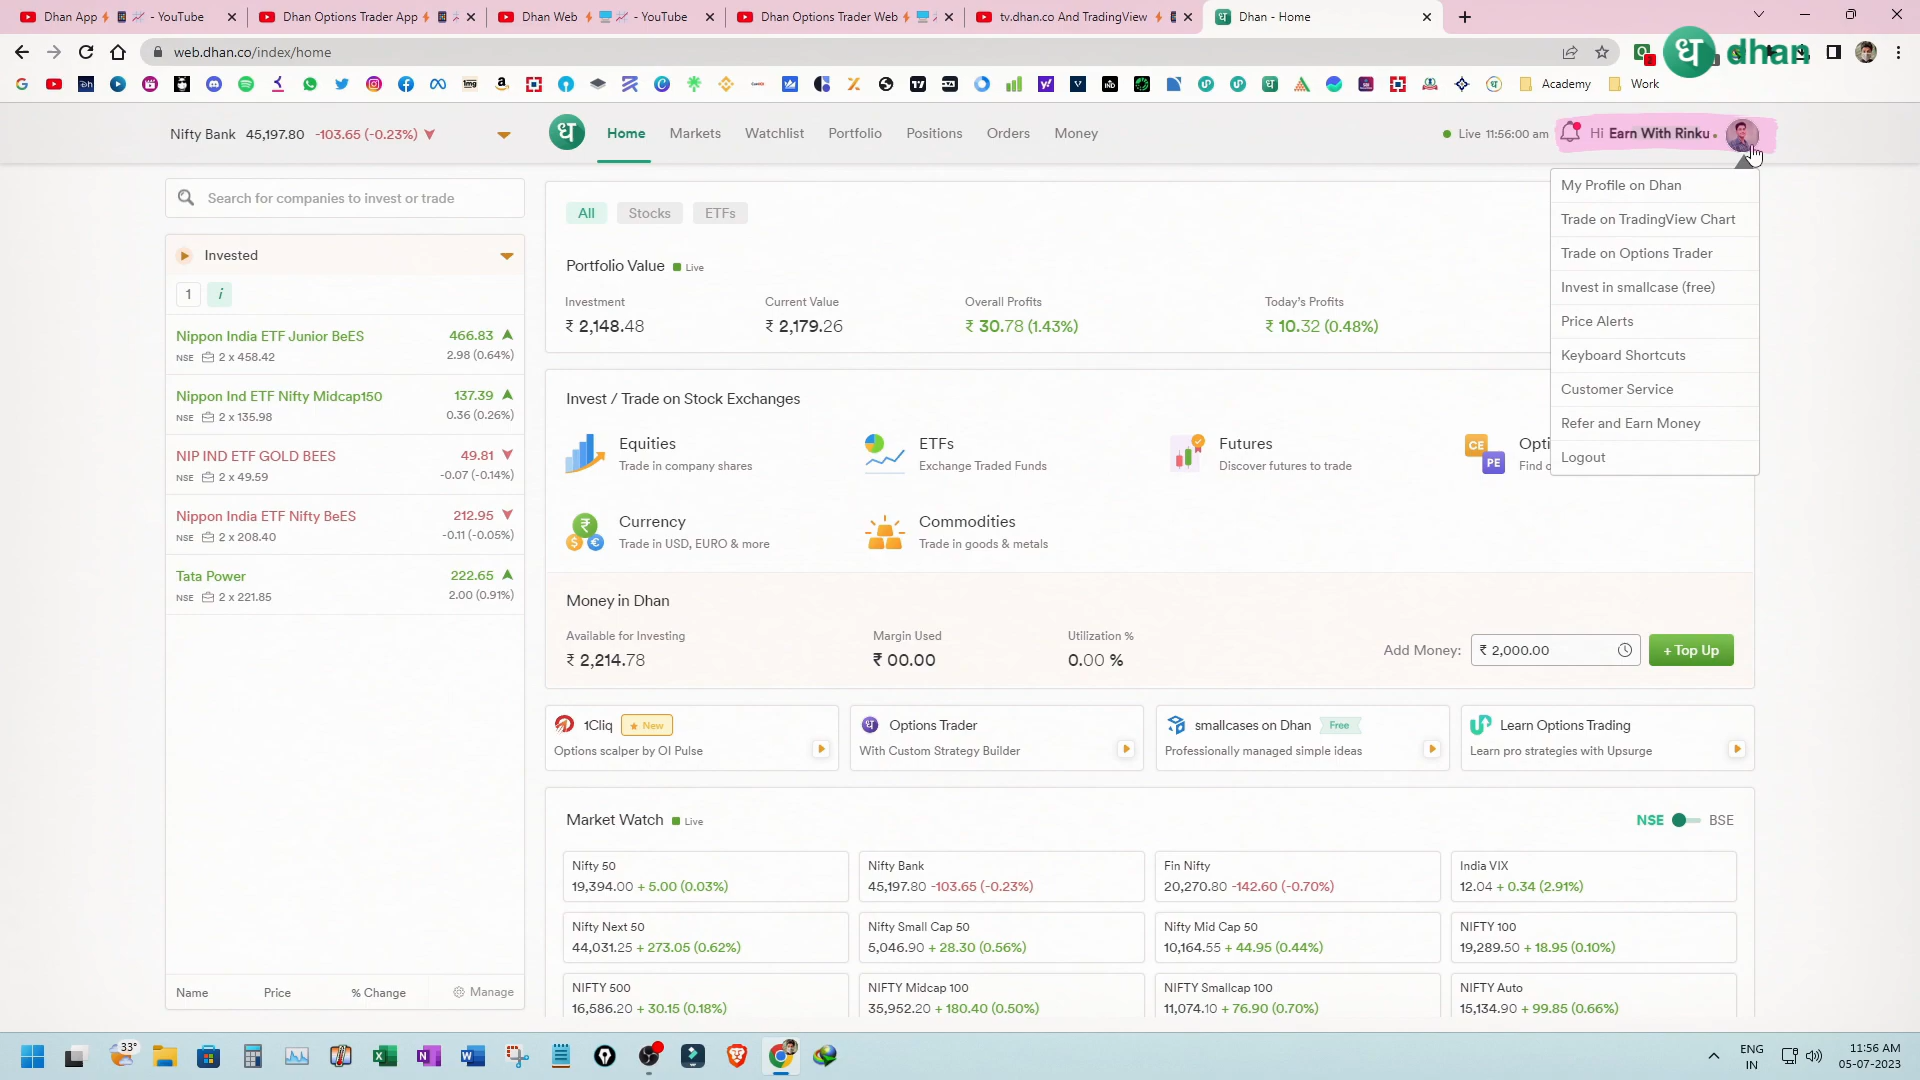 Dhan App - YouTube
Dhan Options Trader App
Dhan Web - YouTube
Dhan Options Trader Web
tv.dhan.co And TradingView
Dhan - Home
web.dhan.co/index/home
dhan
Academy
Work
Nifty Bank 45,197.80 -103.65 (-0.23%)
Home
Markets
Watchlist
Portfolio
Positions
Orders
Money
Live 11:56:00 am
Hi Earn With Rinku
My Profile on Dhan
Trade on TradingView Chart
Trade on Options Trader
Invest in smallcase (free)
Price Alerts
Keyboard Shortcuts
Customer Service
Refer and Earn Money
Logout
Search for companies to invest or trade
Invested
1 i
Nippon India ETF Junior BeES 466.83
NSE 2 x 458.42 2.98 (0.64%)
Nippon Ind ETF Nifty Midcap150 137.39
NSE 2 x 135.98 0.36 (0.26%)
NIP IND ETF GOLD BEES 49.81
NSE 2 x 49.59 -0.07 (-0.14%)
Nippon India ETF Nifty BeES 212.95
NSE 2 x 208.40 -0.11 (-0.05%)
Tata Power 222.65
NSE 2 x 221.85 2.00 (0.91%)
Name Price % Change Manage
All Stocks ETFs
Portfolio Value Live
Investment Current Value Overall Profits Today's Profits
₹ 2,148.48 ₹ 2,179.26 ₹ 30.78 (1.43%) ₹ 10.32 (0.48%)
Invest / Trade on Stock Exchanges
Equities
Trade in company shares
ETFs
Exchange Traded Funds
Futures
Discover futures to trade
CE
PE
Currency
Trade in USD, EURO & more
Commodities
Trade in goods & metals
Money in Dhan
Available for Investing Margin Used Utilization %
₹ 2,214.78 ₹ 00.00 0.00 %
Add Money: ₹ 2,000.00 + Top Up
1Cliq New
Options scalper by OI Pulse
Options Trader
With Custom Strategy Builder
smallcases on Dhan Free
Professionally managed simple ideas
Learn Options Trading
Learn pro strategies with Upsurge
Market Watch Live
NSE BSE
Nifty 50
19,394.00 + 5.00 (0.03%)
Nifty Bank
45,197.80 -103.65 (-0.23%)
Fin Nifty
20,270.80 -142.60 (-0.70%)
India VIX
12.04 + 0.34 (2.91%)
Nifty Next 50
44,031.25 + 273.05 (0.62%)
Nifty Small Cap 50
5,046.90 + 28.30 (0.56%)
Nifty Mid Cap 50
10,164.55 + 44.95 (0.44%)
NIFTY 100
19,289.50 + 18.95 (0.10%)
NIFTY 500
16,586.20 + 30.15 (0.18%)
NIFTY Midcap 100
35,952.20 + 180.40 (0.50%)
NIFTY Smallcap 100
11,074.10 + 76.90 (0.70%)
NIFTY Auto
15,134.90 + 99.85 (0.66%)
33°
ENG
IN
11:56 AM
05-07-2023